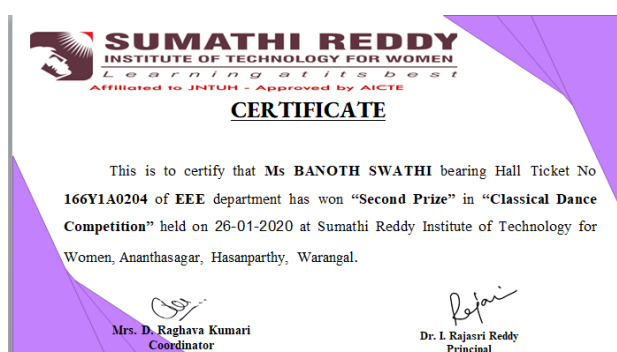 SUMATHI REDDY
INSTITUTE OF TECHNOLOGY FOR WOMEN
Learning at its best
Affiliated to JNTUH - Approved by AICTE
CERTIFICATE
This is to certify that Ms BANOTH SWATHI bearing Hall Ticket No
166Y1A0204 of EEE department has won “Second Prize” in “Classical Dance
Competition” held on 26-01-2020 at Sumathi Reddy Institute of Technology for
Women, Ananthasagar, Hasanparthy, Warangal.
Mrs. D. Raghava Kumari
Coordinator
Dr. I. Rajasri Reddy
Principal